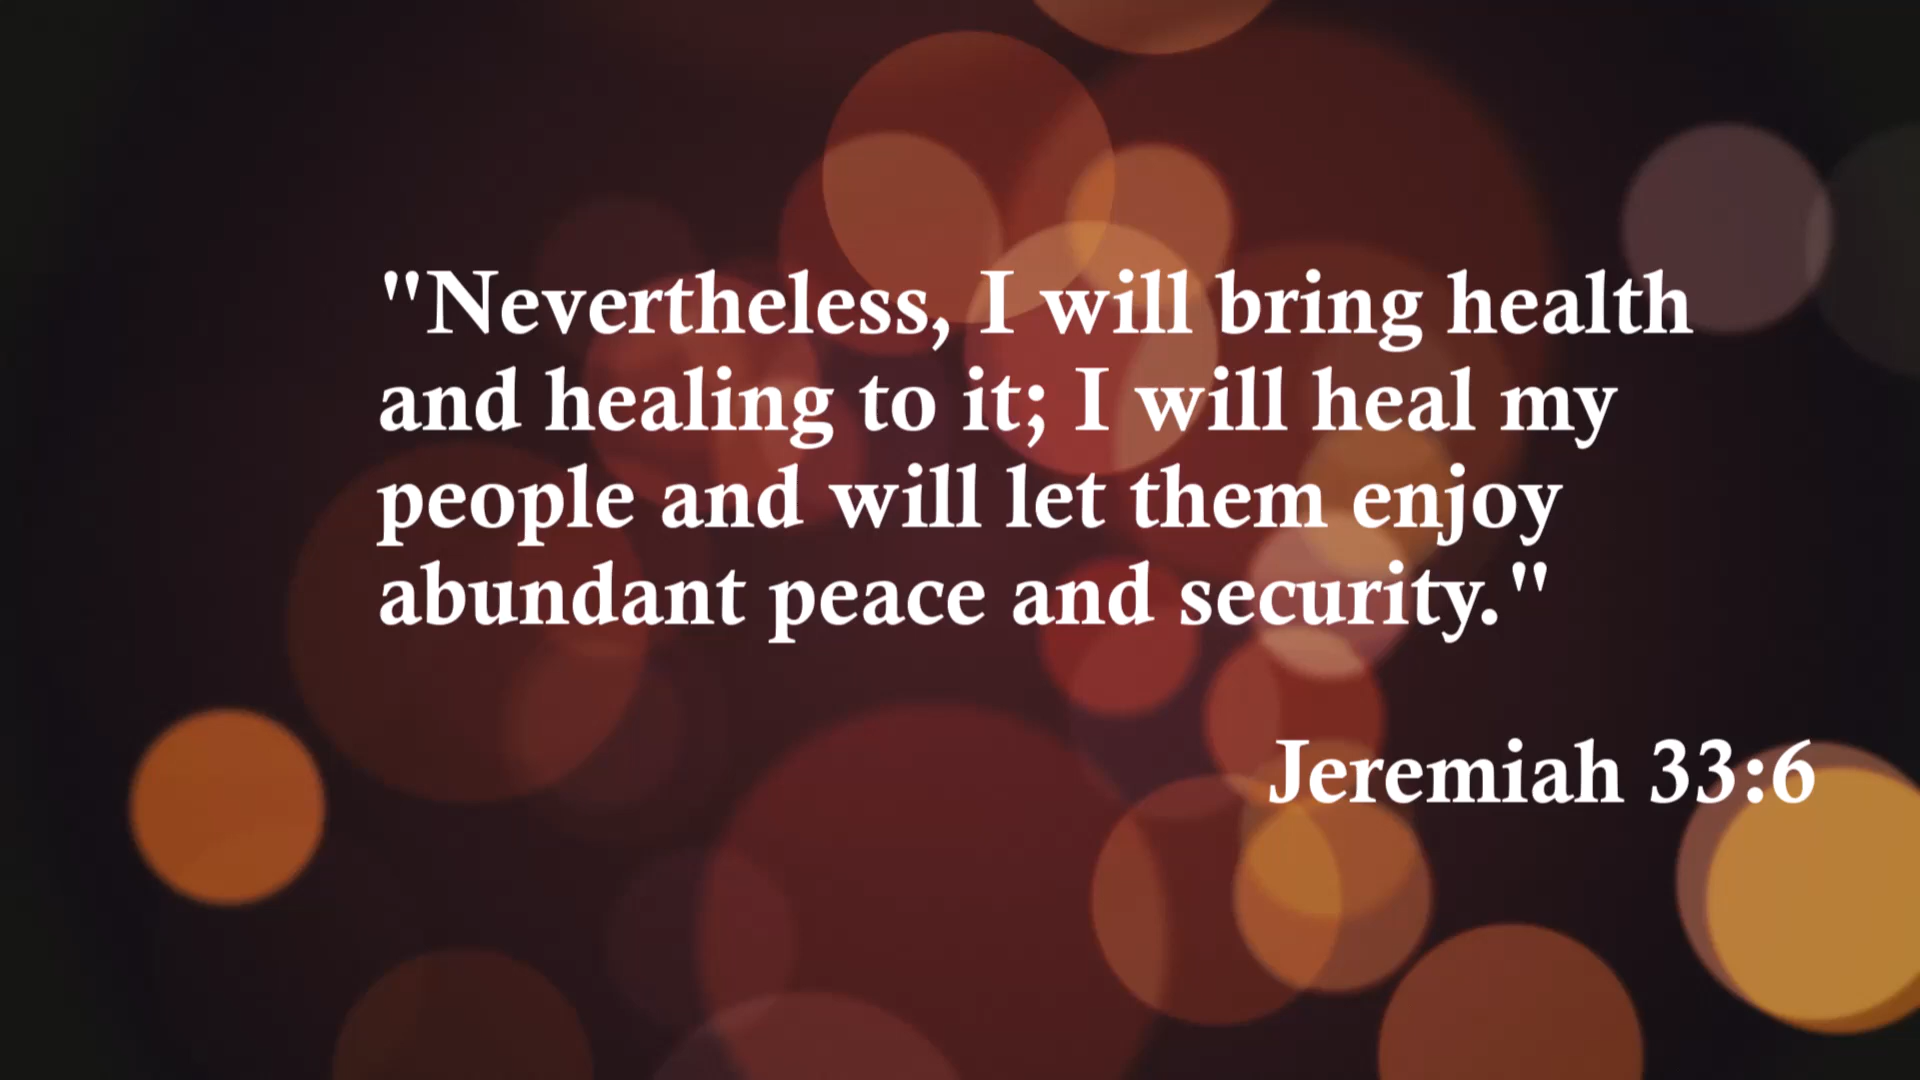 "Nevertheless, I will bring health
and healing to it; I will heal my
people and will let them enjoy
abundant peace and security."
Jeremiah 33:6